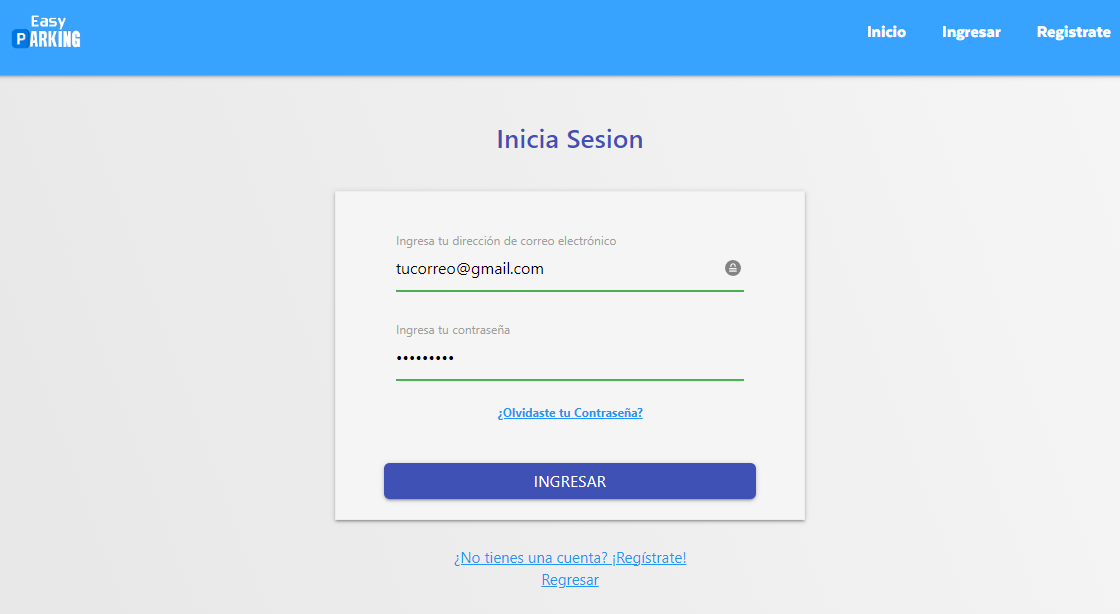 Easy
PARKING
Inicio Ingresar Registrate
Inicia Sesion
Ingresa tu dirección de correo electrónico
tucorreo@gmail.com
Ingresa tu contraseña
•••••••••
¿Olvidaste tu Contraseña?
INGRESAR
¿No tienes una cuenta? ¡Regístrate!
Regresar